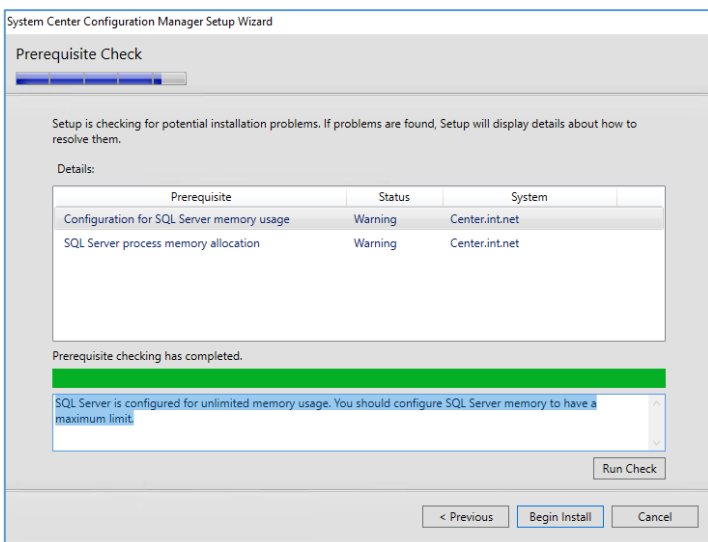 System Center Configuration Manager Setup Wizard
Prerequisite Check
Setup is checking for potential installation problems. If problems are found, Setup will display details about how to
resolve them.
Details:
Prerequisite Status System
Configuration for SQL Server memory usage Warning Center.int.net
SQL Server process memory allocation Warning Center.int.net
Prerequisite checking has completed.
SQL Server is configured for unlimited memory usage. You should configure SQL Server memory to have a
maximum limit.
Run Check
< Previous Begin Install Cancel